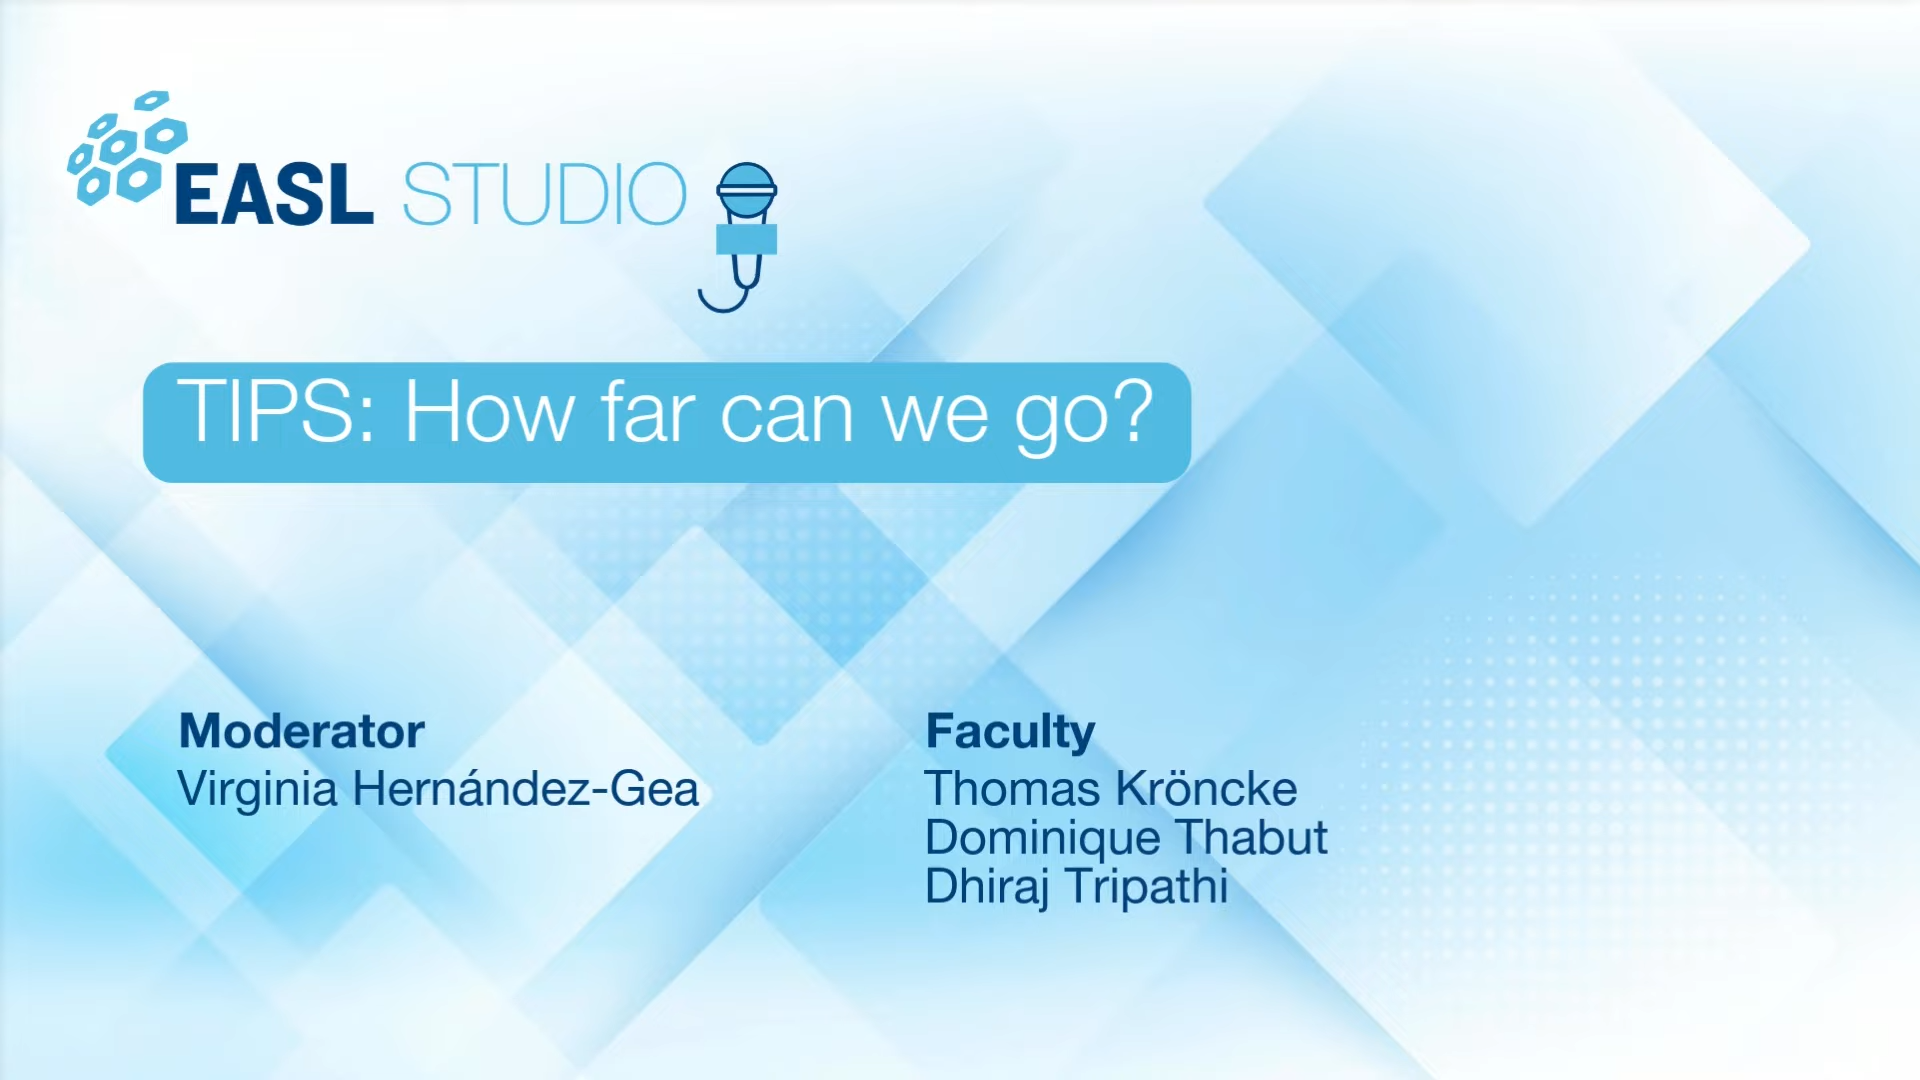 EASL STUDIO
TIPS: How far can we go?
Moderator
Virginia Hernández-Gea
Faculty
Thomas Kröncke
Dominique Thabut
Dhiraj Tripathi